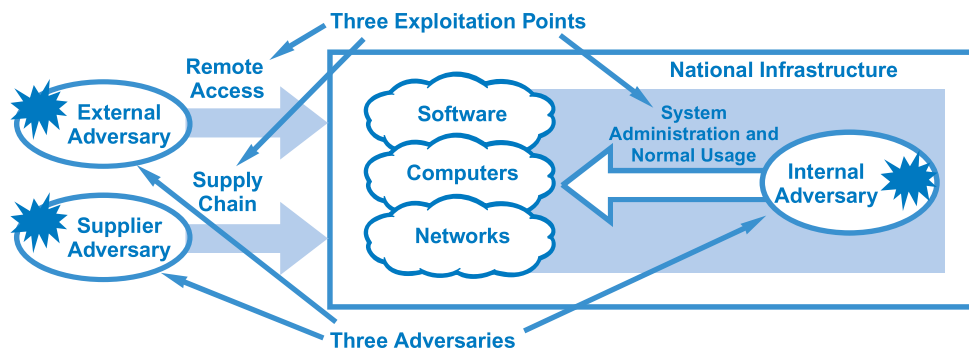 Three Exploitation Points
National Infrastructure
Remote
Access
External
Adversary
Software
System
Administration and
Normal Usage
Supply
Chain
Computers
Internal
Adversary
Supplier
Adversary
Networks
Three Adversaries